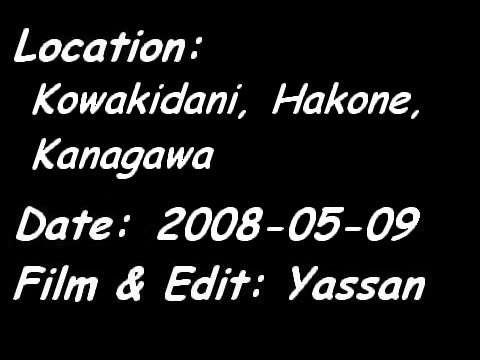 Location:
Kowakidani, Hakone,
Kanagawa
Date: 2008-05-09
Film & Edit: Yassan